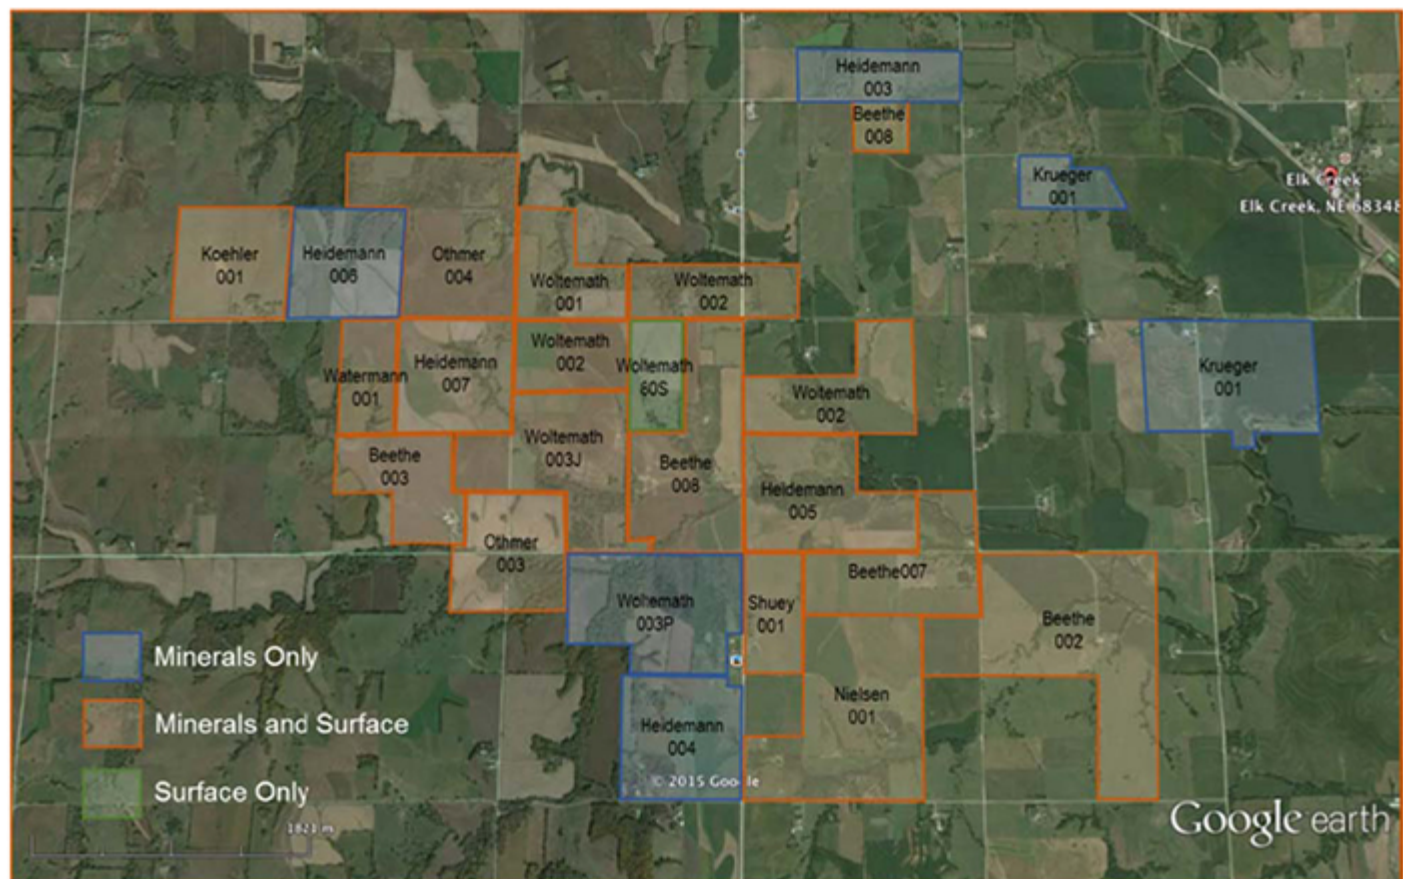 Heidemann
003
Beethe
008
Krueger
001
Elk Creek
Elk Creek, NE 68348
Koehler
001
Heidemann
006
Othmer
004
Woltemath
001
Woltemath
002
Watermann
001
Heidemann
007
Woltemath
002
Woltemath
60S
Woltemath
002
Krueger
001
Beethe
003
Woltemath
003J
Beethe
008
Heidemann
005
Othmer
003
Woltemath
003P
Shuey
001
Beethe007
Beethe
002
Nielsen
001
Heidemann
004
Minerals Only
Minerals and Surface
Surface Only
1821 m
© 2015 Google
Google earth